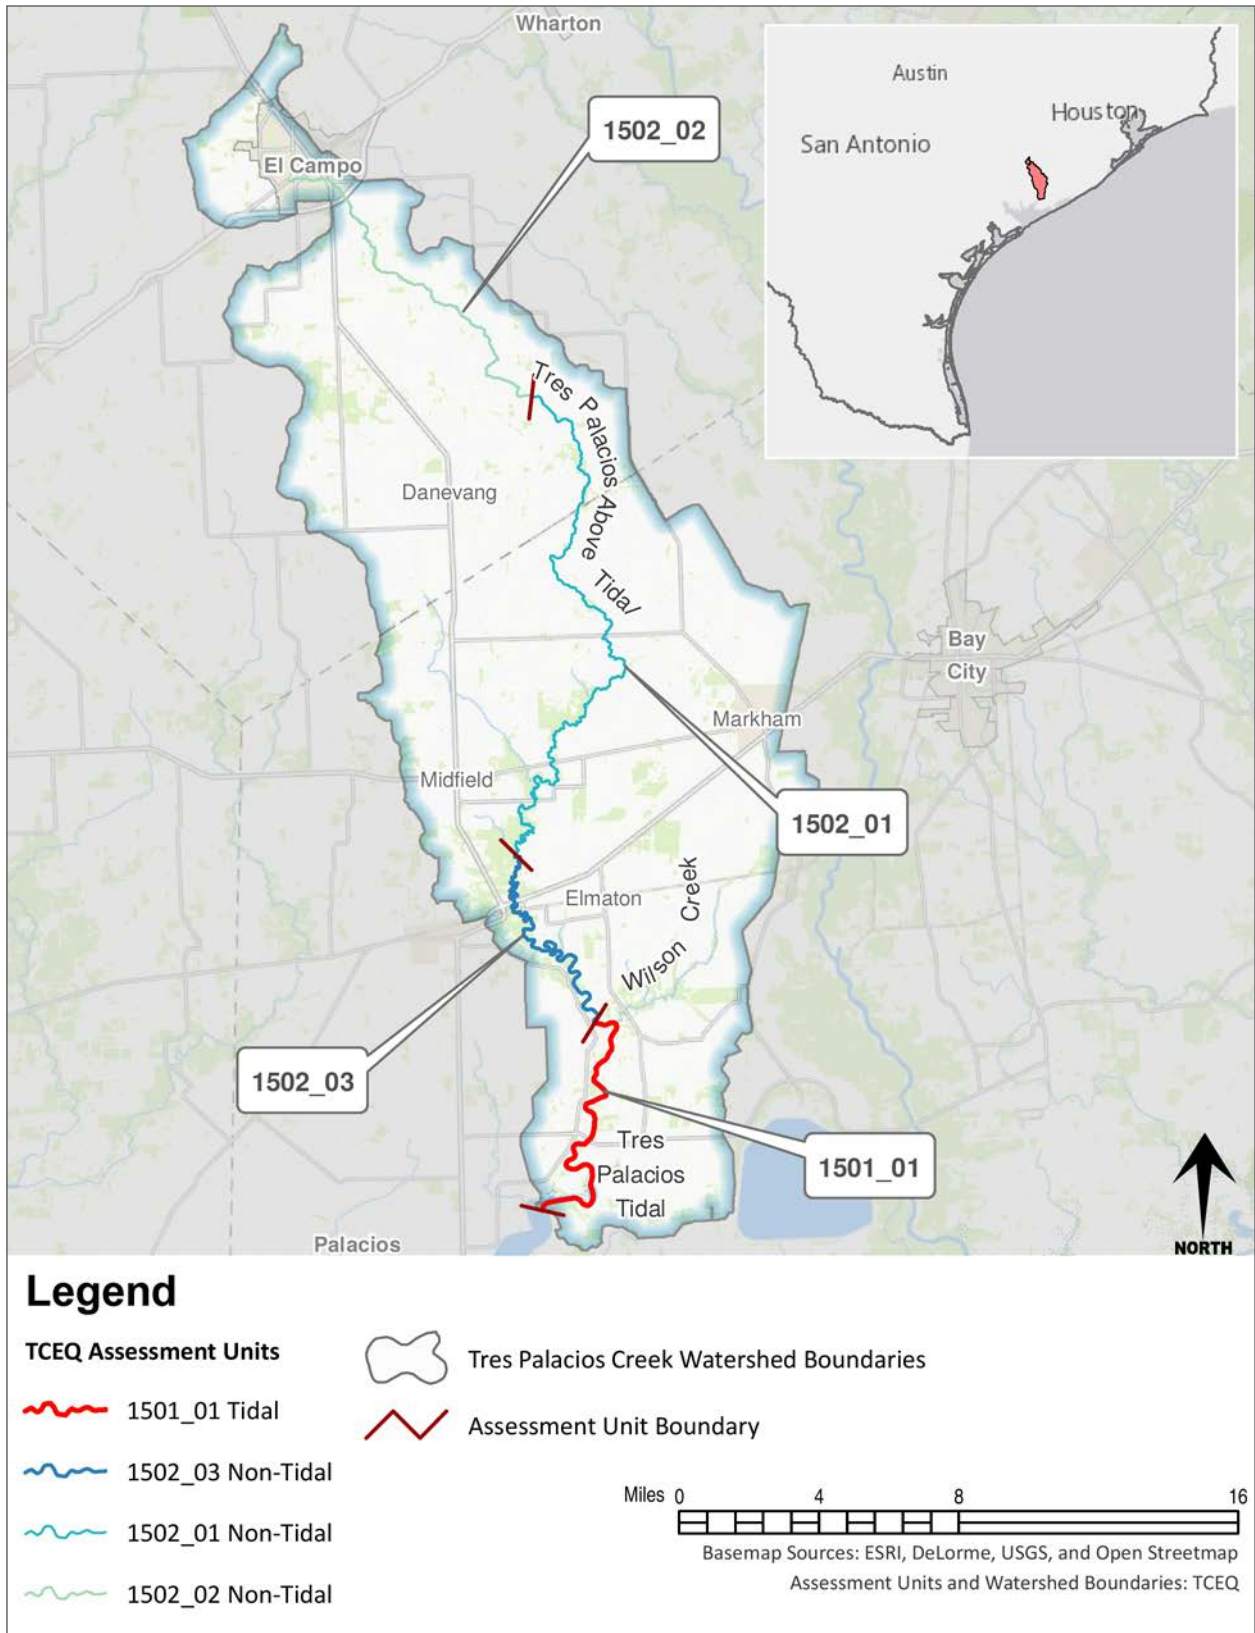 Wharton
Austin
Houston
San Antonio
1502_02
El Campo
Tres Palacios Above Tidal
Danevang
Bay
City
Markham
Midfield
1502_01
Elmaton
Wilson Creek
1502_03
Tres
Palacios
Tidal
1501_01
Palacios
NORTH
Legend
TCEQ Assessment Units
1501_01 Tidal
1502_03 Non-Tidal
1502_01 Non-Tidal
1502_02 Non-Tidal
Tres Palacios Creek Watershed Boundaries
Assessment Unit Boundary
Miles 0 4 8 16
Basemap Sources: ESRI, DeLorme, USGS, and Open Streetmap
Assessment Units and Watershed Boundaries: TCEQ